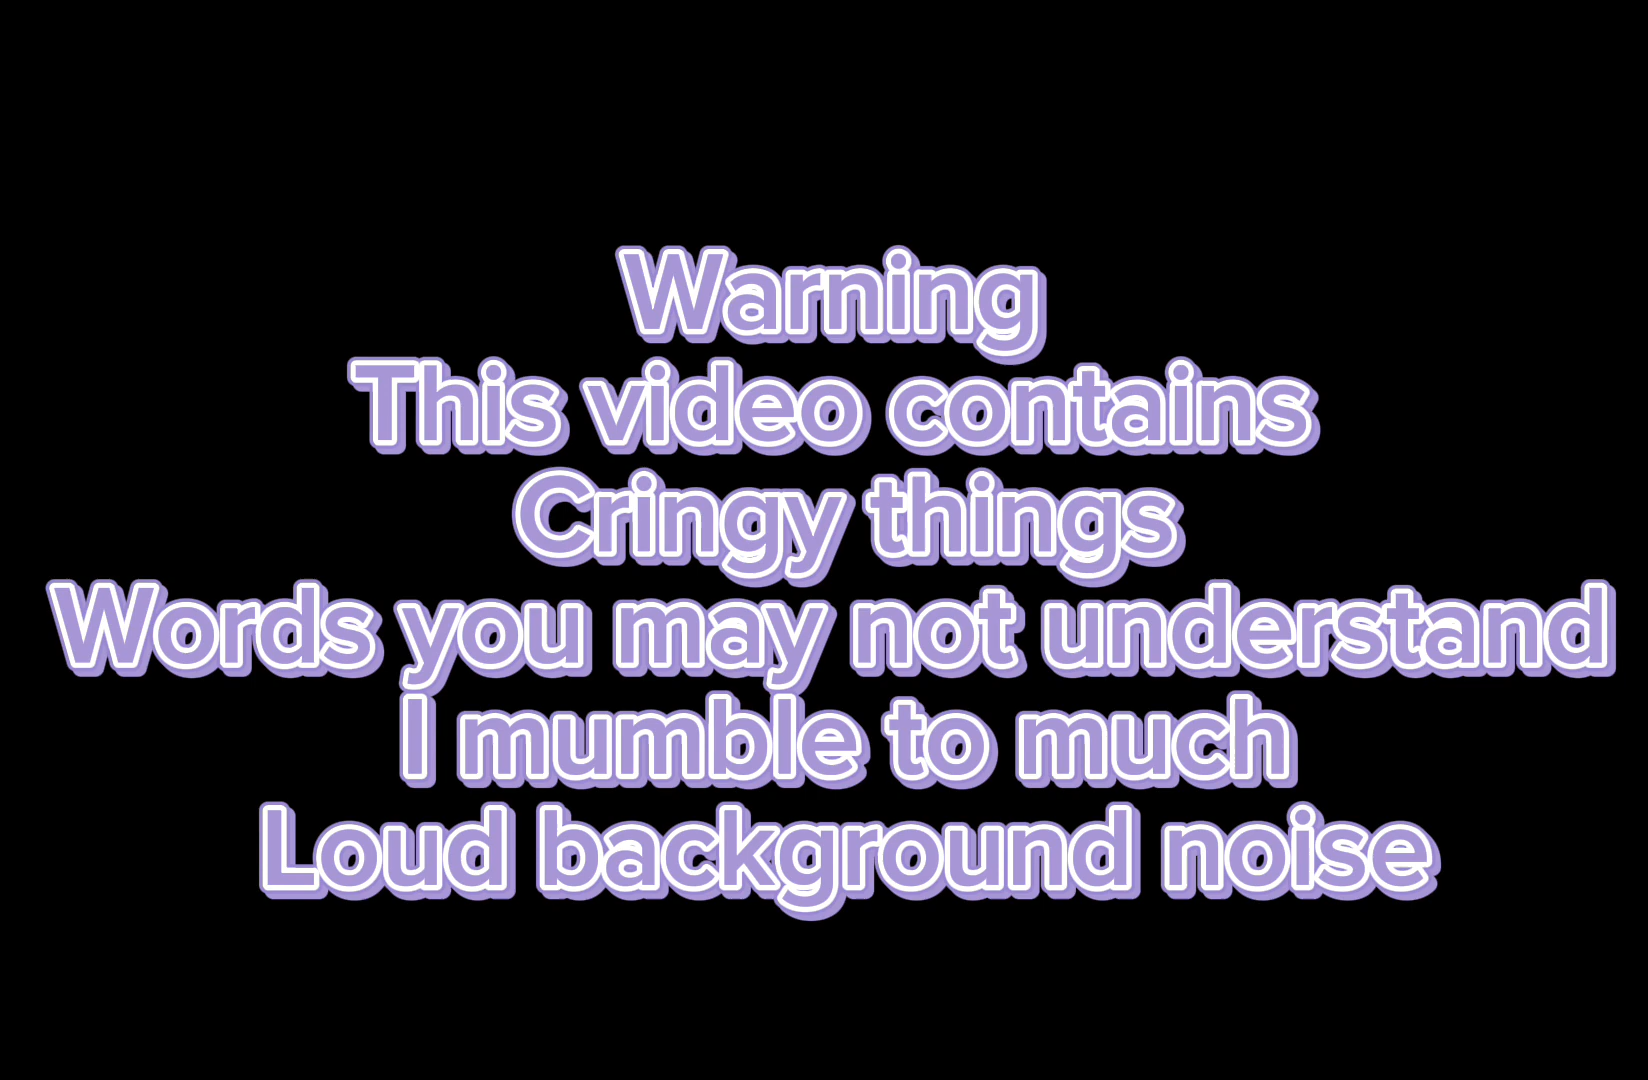 Warning
This video contains
Cringy things
Words you may not understand
I mumble to much
Loud background noise